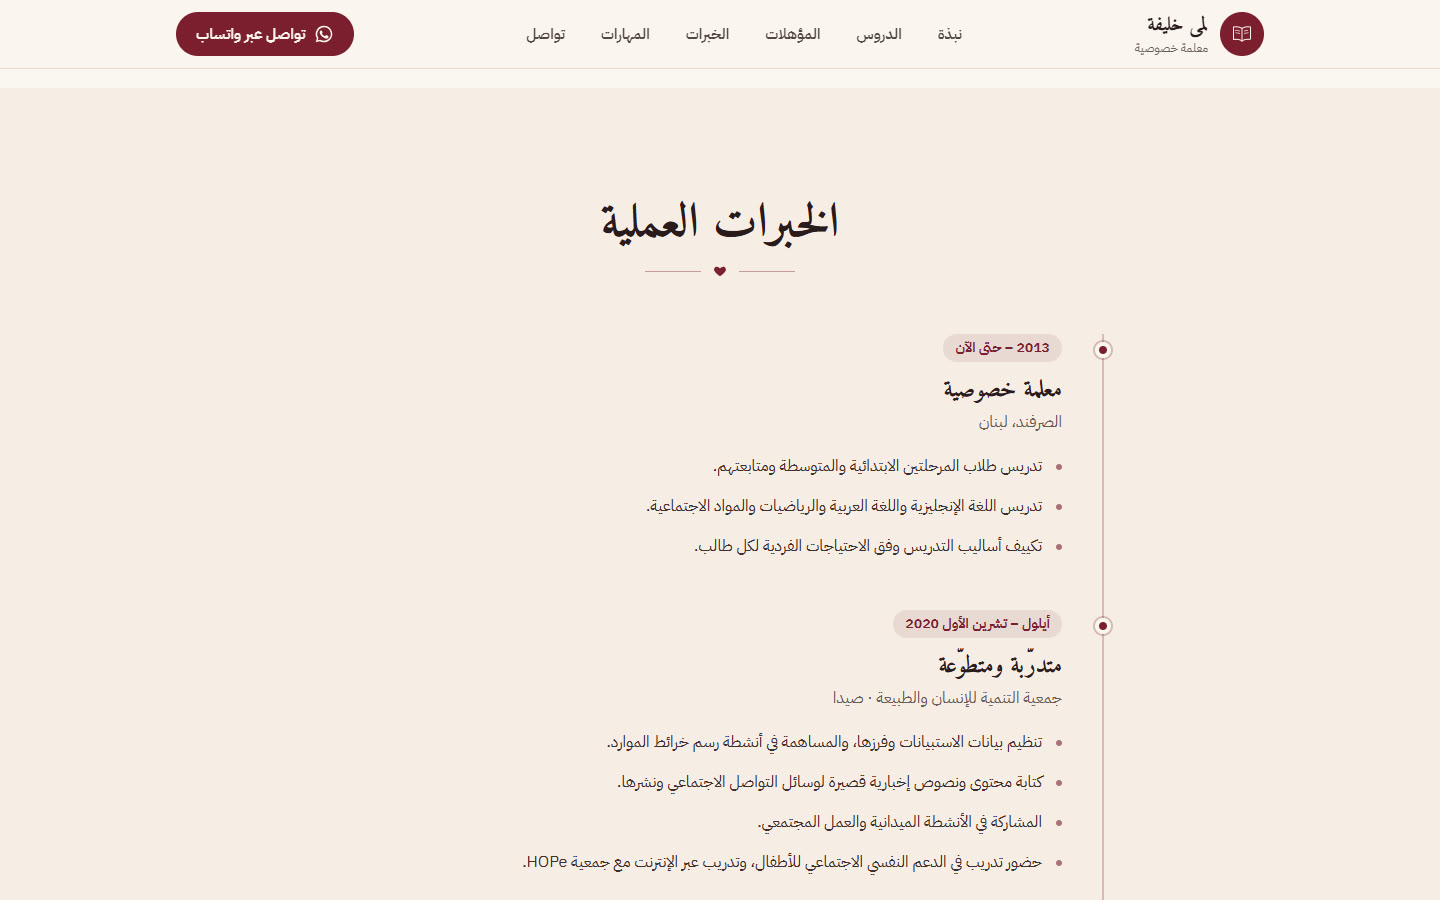 لمى خليفة
معلمة خصوصية
نبذة
الدروس
المؤهلات
الخبرات
المهارات
تواصل
تواصل عبر واتساب
الخبرات العملية
2013 – حتى الآن
معلمة خصوصية
الصرفند، لبنان
تدريس طلاب المرحلتين الابتدائية والمتوسطة ومتابعتهم.
تدريس اللغة الإنجليزية واللغة العربية والرياضيات والمواد الاجتماعية.
تكييف أساليب التدريس وفق الاحتياجات الفردية لكل طالب.
أيلول – تشرين الأول 2020
متدرّبة ومتطوّعة
جمعية التنمية للإنسان والطبيعة · صيدا
تنظيم بيانات الاستبيانات وفرزها، والمساهمة في أنشطة رسم خرائط الموارد.
كتابة محتوى ونصوص إخبارية قصيرة لوسائل التواصل الاجتماعي ونشرها.
المشاركة في الأنشطة الميدانية والعمل المجتمعي.
حضور تدريب في الدعم النفسي الاجتماعي للأطفال، وتدريب عبر الإنترنت مع جمعية HOPe.